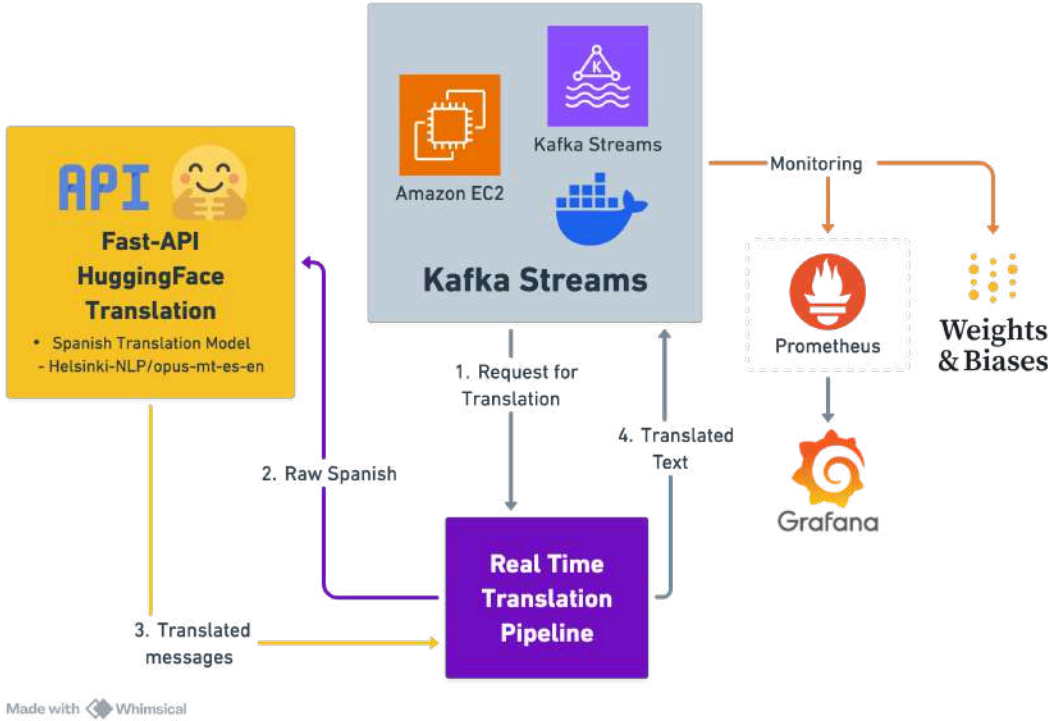 K
Kafka Streams
Amazon EC2
Kafka Streams
API
Fast-API
HuggingFace
Translation
• Spanish Translation Model
- Helsinki-NLP/opus-mt-es-en
Monitoring
Prometheus
Weights
& Biases
Grafana
1. Request for
Translation
2. Raw Spanish
3. Translated
messages
4. Translated
Text
Real Time
Translation
Pipeline
Made with Whimsical